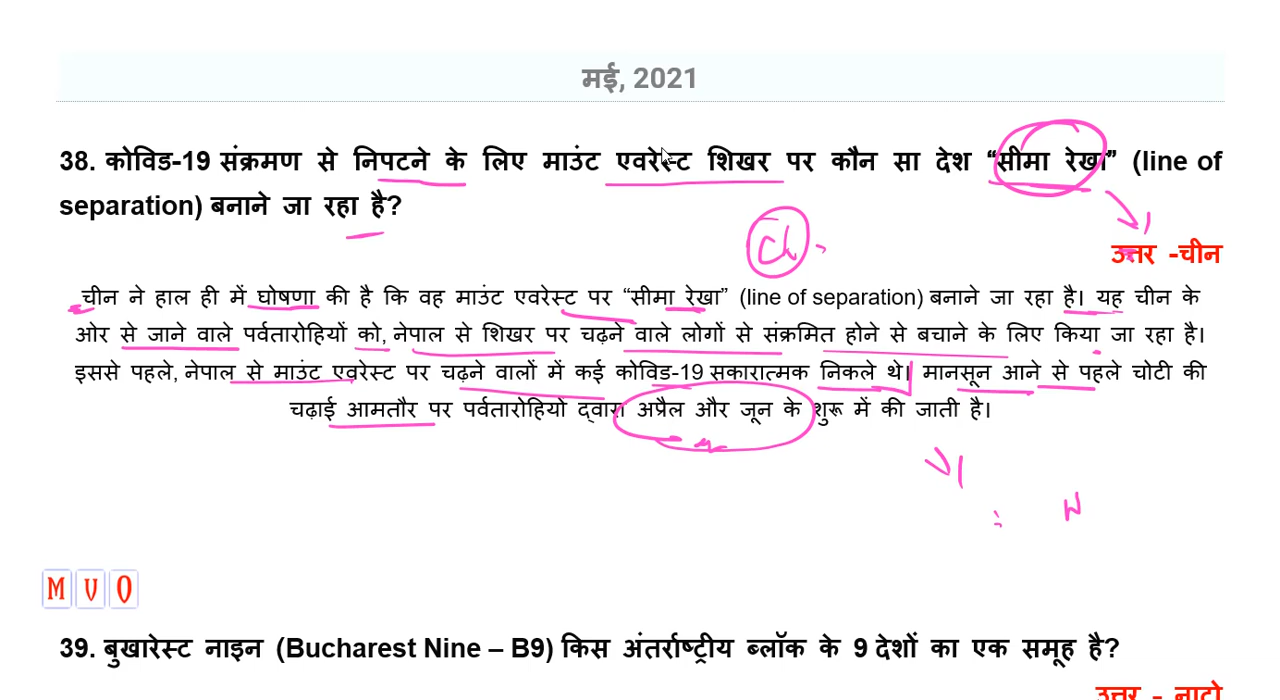 मई, 2021
38. कोविड-19 संक्रमण से निपटने के लिए माउंट एवरेस्ट शिखर पर कौन सा देश “सीमा रेखा” (line of
separation) बनाने जा रहा है?
उत्तर -चीन
चीन ने हाल ही में घोषणा की है कि वह माउंट एवरेस्ट पर “सीमा रेखा” (line of separation) बनाने जा रहा है। यह चीन के
ओर से जाने वाले पर्वतारोहियों को, नेपाल से शिखर पर चढ़ने वाले लोगों से संक्रमित होने से बचाने के लिए किया जा रहा है।
इससे पहले, नेपाल से माउंट एवरेस्ट पर चढ़ने वालों में कई कोविड-19 सकारात्मक निकले थे। मानसून आने से पहले चोटी की
चढ़ाई आमतौर पर पर्वतारोहियो द्वारा अप्रैल और जून के शुरू में की जाती है।
M V O
39. बुखारेस्ट नाइन (Bucharest Nine – B9) किस अंतर्राष्ट्रीय ब्लॉक के 9 देशों का एक समूह है?
उत्तर - नाटो